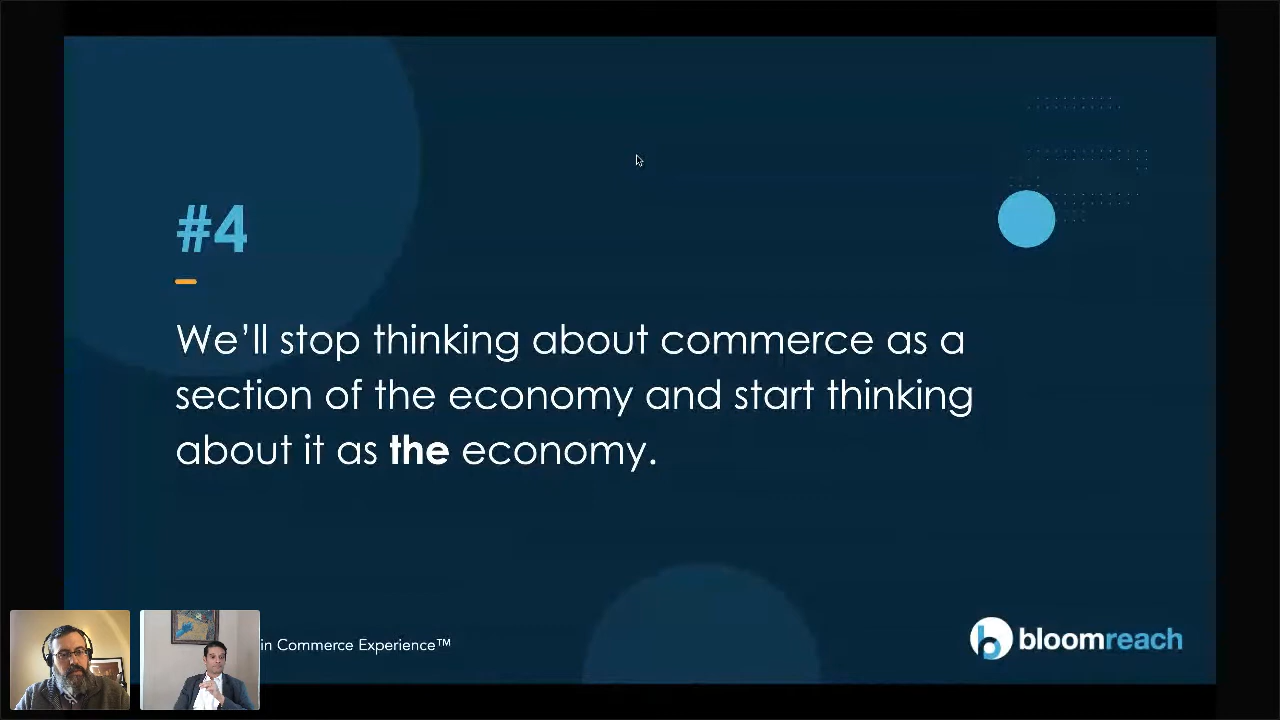 #4
We’ll stop thinking about commerce as a
section of the economy and start thinking
about it as the economy.
in Commerce Experience™
bloomreach